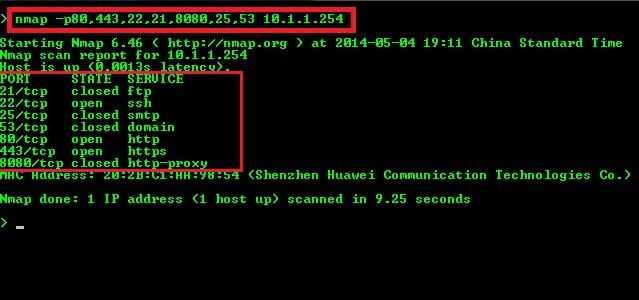 > nmap -p80,443,22,21,8080,25,53 10.1.1.254
Starting Nmap 6.46 ( http://nmap.org ) at 2014-05-04 19:11 China Standard Time
Nmap scan report for 10.1.1.254
Host is up (0.0013s latency).
PORT STATE SERVICE
21/tcp closed ftp
22/tcp open ssh
25/tcp closed smtp
53/tcp closed domain
80/tcp open http
443/tcp open https
8080/tcp closed http-proxy
MAC Address: 20:2B:C1:AA:98:54 (Shenzhen Huawei Communication Technologies Co.)
Nmap done: 1 IP address (1 host up) scanned in 9.25 seconds
> _